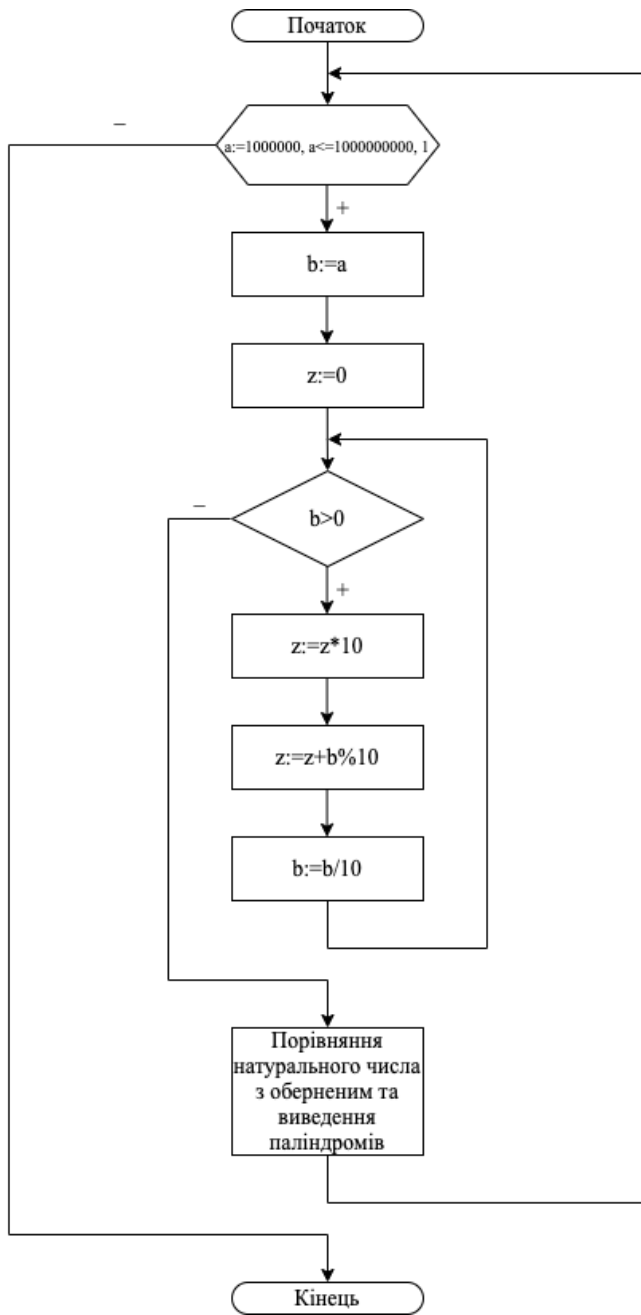 Початок
–
a:=1000000, a<=1000000000, 1
+
b:=a
z:=0
–
b>0
+
z:=z*10
z:=z+b%10
b:=b/10
Порівняння
натурального числа
з оберненим та
виведення
паліндромів
Кінець